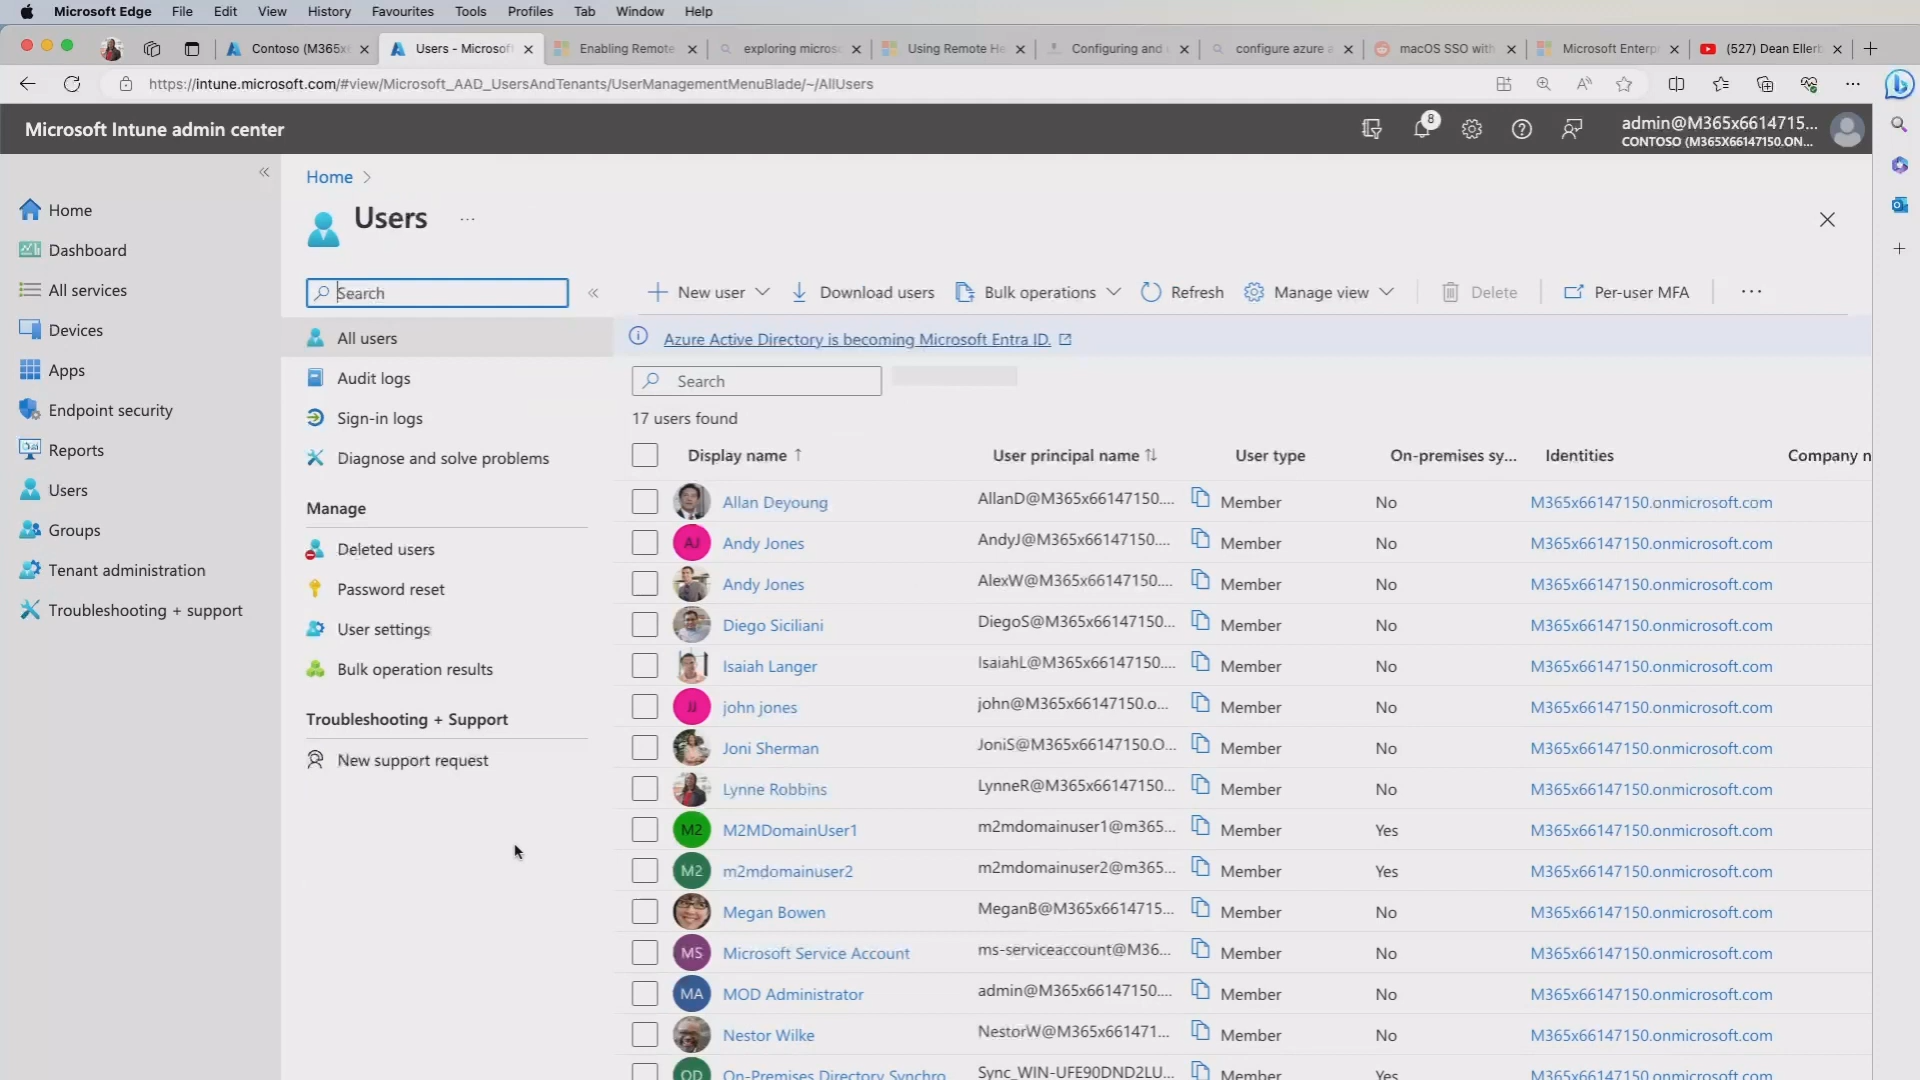 Microsoft Edge File Edit View History Favourites Tools Profiles Tab Window Help
Contoso (M365x Users - Microsoft Enabling Remote exploring micros Using Remote He Configuring and configure azure a macOS SSO with Microsoft Enterp (527) Dean Ellerb
https://intune.microsoft.com/#view/Microsoft_AAD_UsersAndTenants/UserManagementMenuBlade/~/AllUsers
Microsoft Intune admin center
8
admin@M365x6614715...
CONTOSO (M365X66147150.ON...
Home
Dashboard
All services
Devices
Apps
Endpoint security
Reports
Users
Groups
Tenant administration
Troubleshooting + support
Home >
Users ...
Search
All users
Audit logs
Sign-in logs
Diagnose and solve problems
Manage
Deleted users
Password reset
User settings
Bulk operation results
Troubleshooting + Support
New support request
New user Download users Bulk operations Refresh Manage view Delete Per-user MFA ...
Azure Active Directory is becoming Microsoft Entra ID.
Search
17 users found
Display name ↑ User principal name ↑↓ User type On-premises sy... Identities Company n
Allan Deyoung AllanD@M365x66147150.... Member No M365x66147150.onmicrosoft.com
AJ Andy Jones AndyJ@M365x66147150.... Member No M365x66147150.onmicrosoft.com
Andy Jones AlexW@M365x66147150.... Member No M365x66147150.onmicrosoft.com
Diego Siciliani DiegoS@M365x66147150... Member No M365x66147150.onmicrosoft.com
Isaiah Langer IsaiahL@M365x66147150.... Member No M365x66147150.onmicrosoft.com
JJ john jones john@M365x66147150.o... Member No M365x66147150.onmicrosoft.com
Joni Sherman JoniS@M365x66147150.O... Member No M365x66147150.onmicrosoft.com
Lynne Robbins LynneR@M365x66147150... Member No M365x66147150.onmicrosoft.com
M2 M2MDomainUser1 m2mdomainuser1@m365... Member Yes M365x66147150.onmicrosoft.com
M2 m2mdomainuser2 m2mdomainuser2@m365... Member Yes M365x66147150.onmicrosoft.com
Megan Bowen MeganB@M365x6614715... Member No M365x66147150.onmicrosoft.com
MS Microsoft Service Account ms-serviceaccount@M36... Member No M365x66147150.onmicrosoft.com
MA MOD Administrator admin@M365x66147150.... Member No M365x66147150.onmicrosoft.com
Nestor Wilke NestorW@M365x661471... Member No M365x66147150.onmicrosoft.com
OD On-Premises Directory Synchro Sync_WIN-UFE90DND2LU... Member Yes M365x66147150.onmicrosoft.com